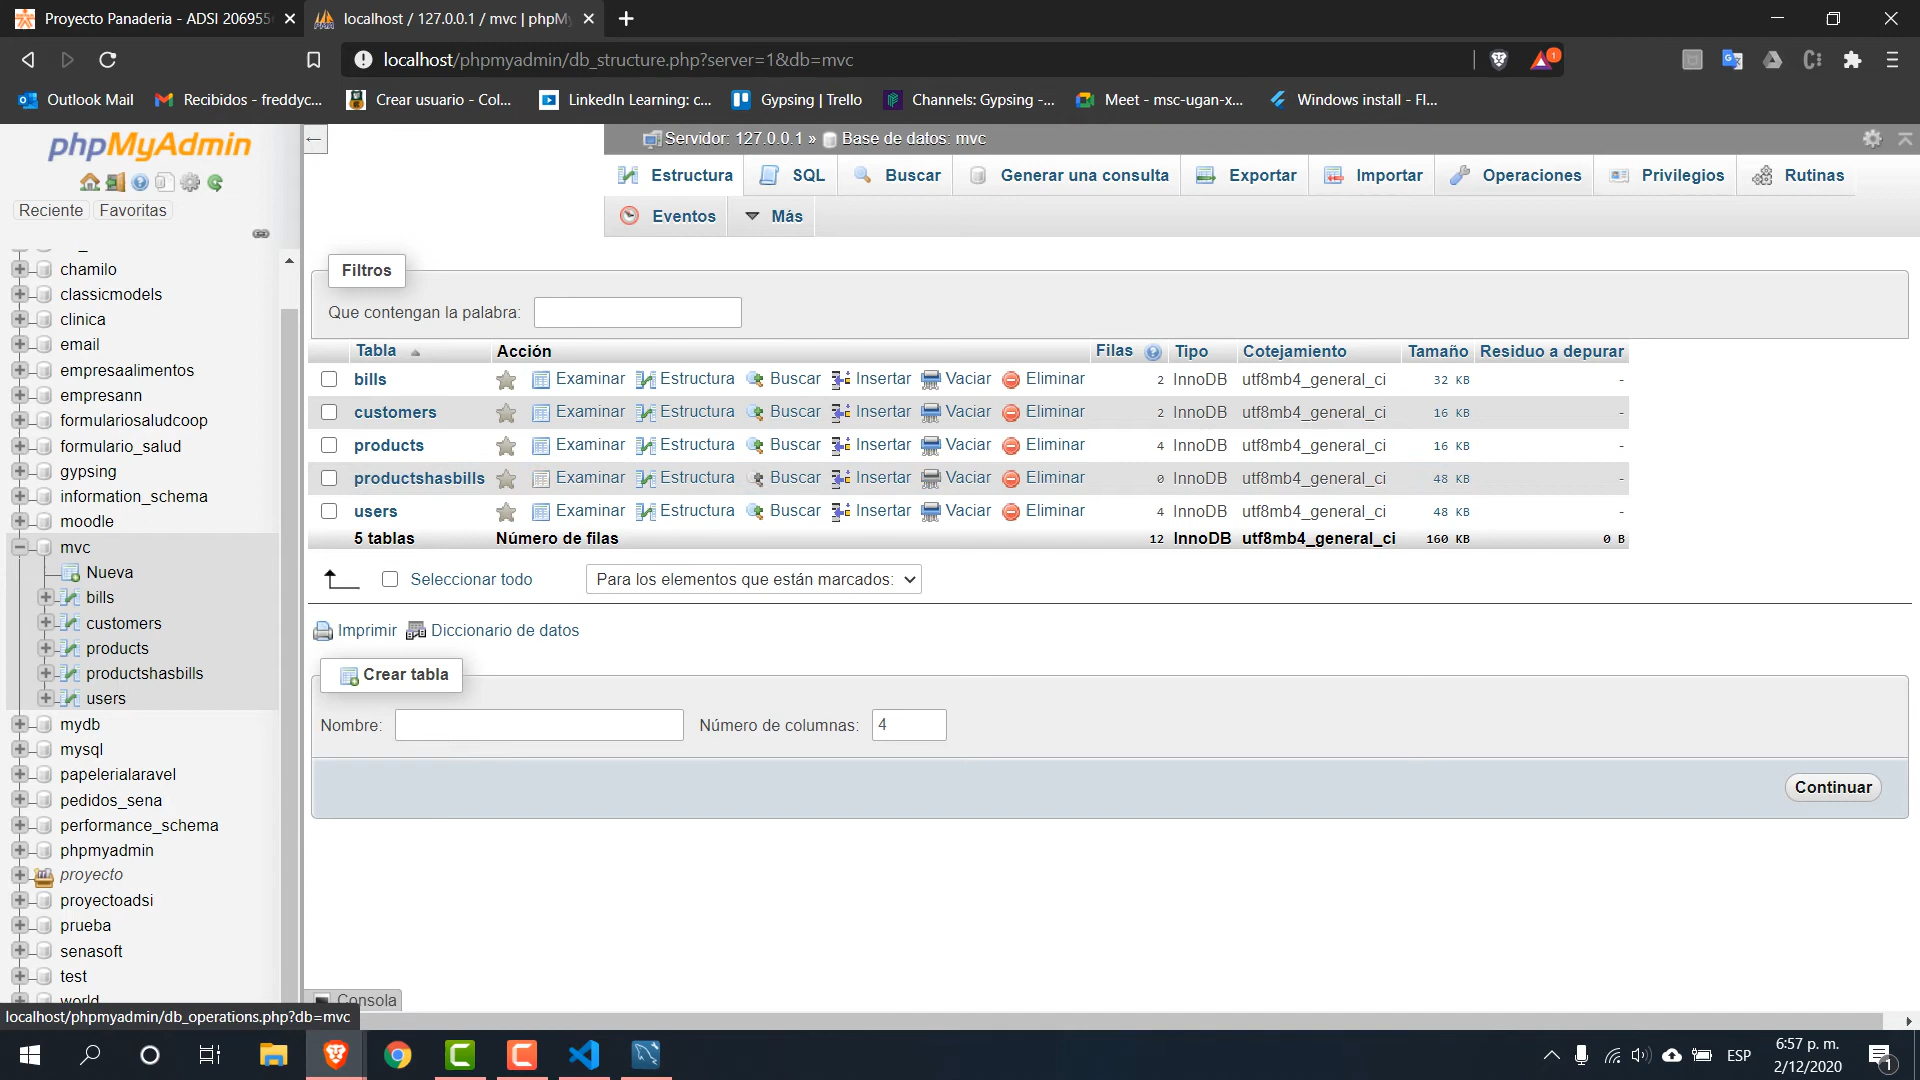 Proyecto Panaderia - ADSI 206955
localhost / 127.0.0.1 / mvc | phpMy
localhost/phpmyadmin/db_structure.php?server=1&db=mvc
1
Outlook Mail
Recibidos - freddyc...
Crear usuario - Col...
LinkedIn Learning: c...
Gypsing | Trello
Channels: Gypsing -...
Meet - msc-ugan-x...
Windows install - Fl...
phpMyAdmin
Reciente Favoritas
chamilo
classicmodels
clinica
email
empresaalimentos
empresann
formulariosaludcoop
formulario_salud
gypsing
information_schema
moodle
mvc
Nueva
bills
customers
products
productshasbills
users
mydb
mysql
papelerialaravel
pedidos_sena
performance_schema
phpmyadmin
proyecto
proyectoadsi
prueba
senasoft
test
world
Servidor: 127.0.0.1 » Base de datos: mvc
Estructura SQL Buscar Generar una consulta Exportar Importar Operaciones Privilegios Rutinas
Eventos Más
Filtros
Que contengan la palabra:
Tabla Acción Filas Tipo Cotejamiento Tamaño Residuo a depurar
bills Examinar Estructura Buscar Insertar Vaciar Eliminar 2 InnoDB utf8mb4_general_ci 32 KB -
customers Examinar Estructura Buscar Insertar Vaciar Eliminar 2 InnoDB utf8mb4_general_ci 16 KB -
products Examinar Estructura Buscar Insertar Vaciar Eliminar 4 InnoDB utf8mb4_general_ci 16 KB -
productshasbills Examinar Estructura Buscar Insertar Vaciar Eliminar 0 InnoDB utf8mb4_general_ci 48 KB -
users Examinar Estructura Buscar Insertar Vaciar Eliminar 4 InnoDB utf8mb4_general_ci 48 KB -
5 tablas Número de filas 12 InnoDB utf8mb4_general_ci 160 KB 0 B
Seleccionar todo Para los elementos que están marcados:
Imprimir Diccionario de datos
Crear tabla
Nombre: Número de columnas: 4
Continuar
Consola
localhost/phpmyadmin/db_operations.php?db=mvc
ESP
6:57 p. m.
2/12/2020
1